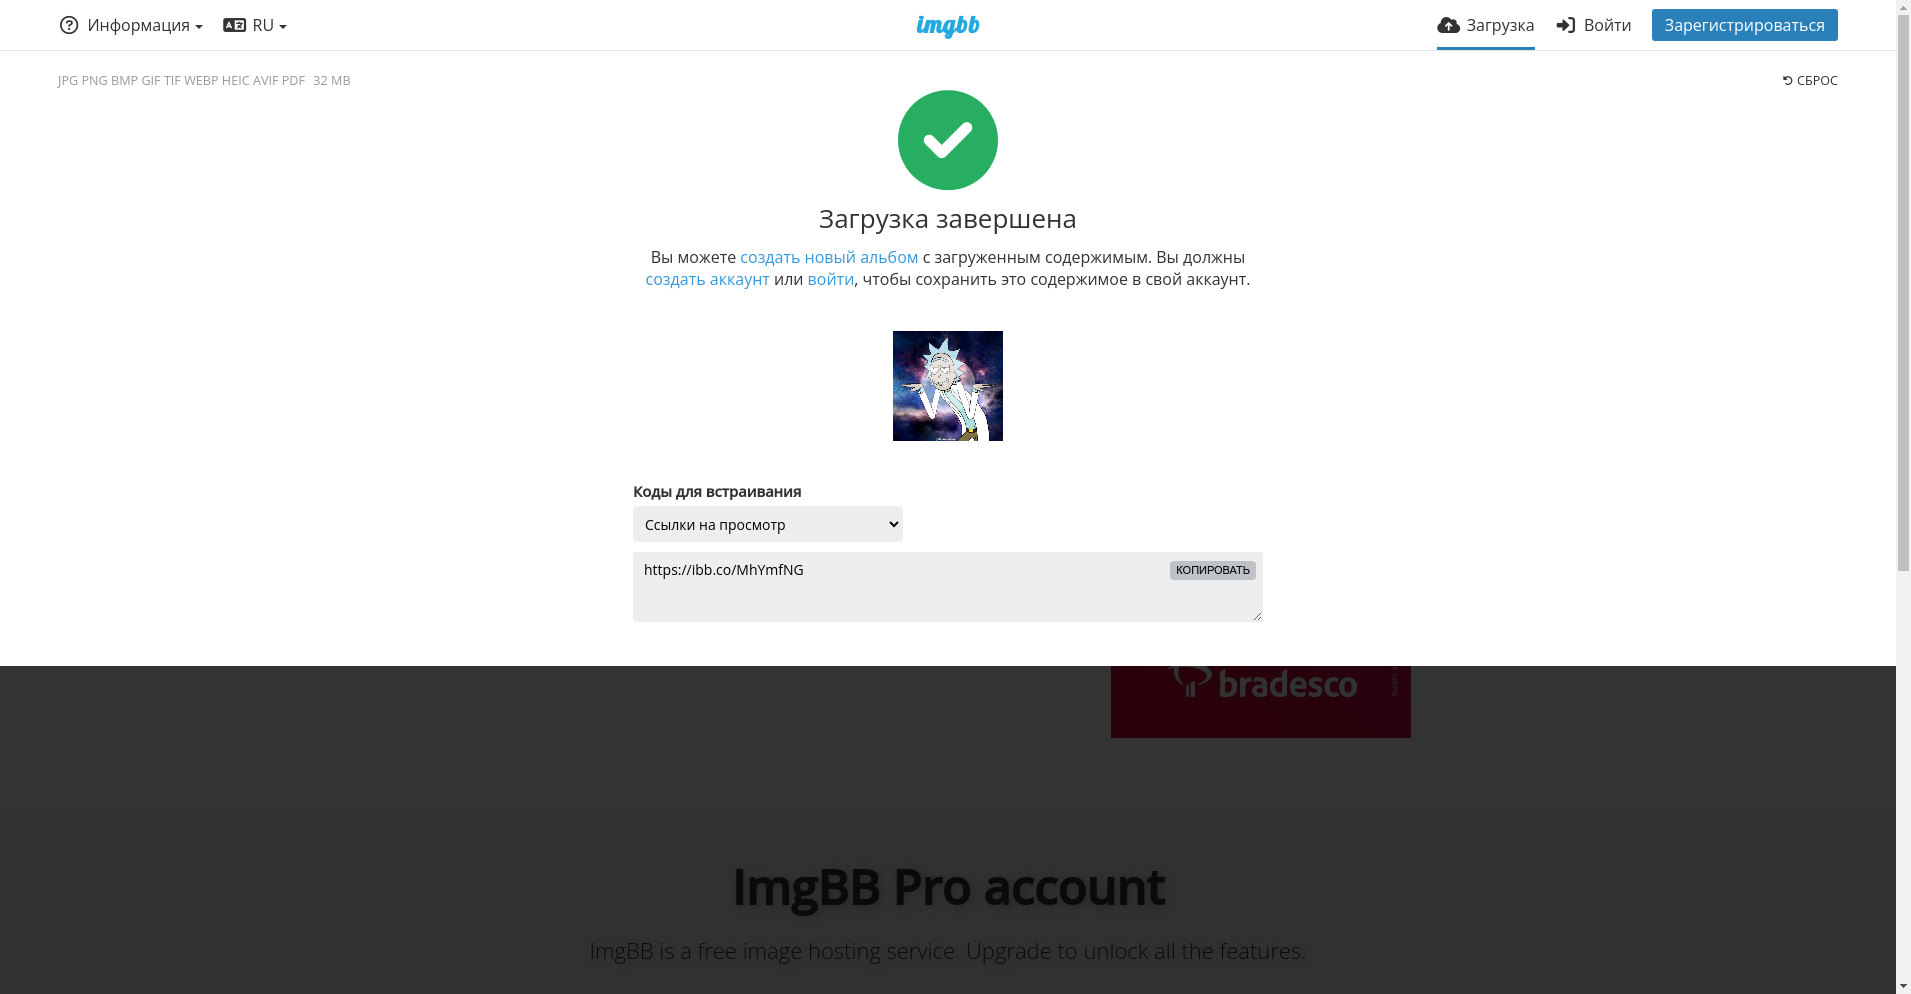 Информация
RU
imgbb
Загрузка
Войти
Зарегистрироваться
JPG PNG BMP GIF TIF WEBP HEIC AVIF PDF 32 MB
СБРОС
Загрузка завершена
Вы можете создать новый альбом с загруженным содержимым. Вы должны
создать аккаунт или войти, чтобы сохранить это содержимое в свой аккаунт.
Коды для встраивания
Ссылки на просмотр
https://ibb.co/MhYmfNG
КОПИРОВАТЬ
bradesco
ImgBB Pro account
ImgBB is a free image hosting service. Upgrade to unlock all the features.